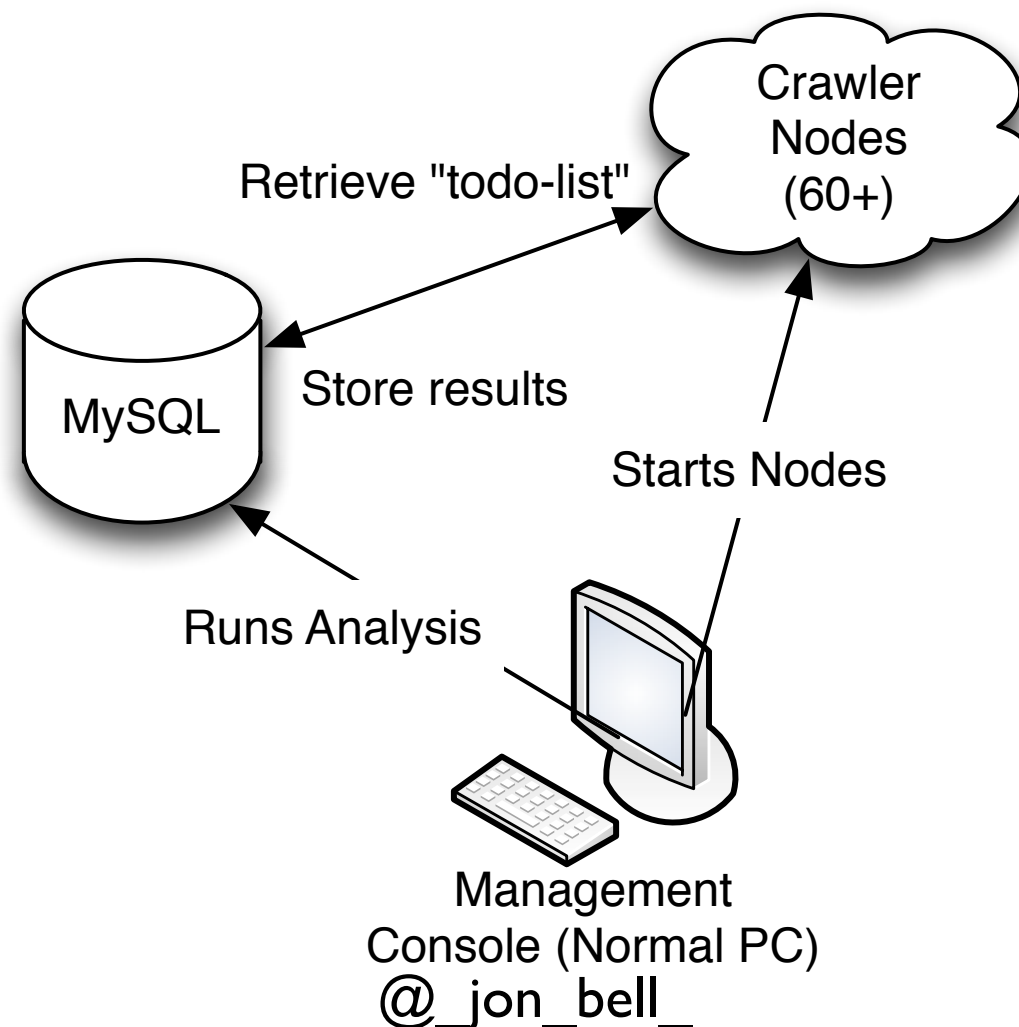 Crawler
Nodes
(60+)
Retrieve "todo-list"
Store results
MySQL
Starts Nodes
Runs Analysis
Management
Console (Normal PC)
@_jon_bell_